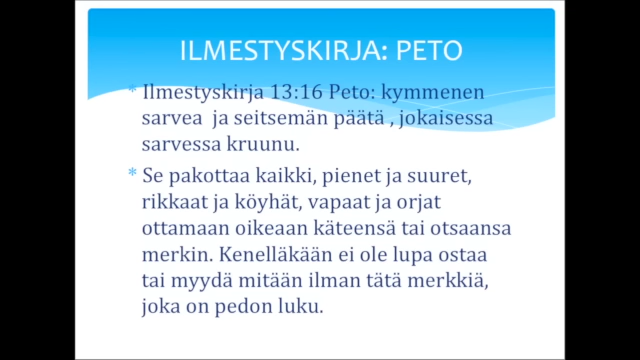 ILMESTYSKIRJA: PETO
* Ilmestyskirja 13:16 Peto: kymmenen
sarvea ja seitsemän päätä , jokaisessa
sarvessa kruunu.
* Se pakottaa kaikki, pienet ja suuret,
rikkaat ja köyhät, vapaat ja orjat
ottamaan oikeaan käteensä tai otsaansa
merkin. Kenelläkään ei ole lupa ostaa
tai myydä mitään ilman tätä merkkiä,
joka on pedon luku.